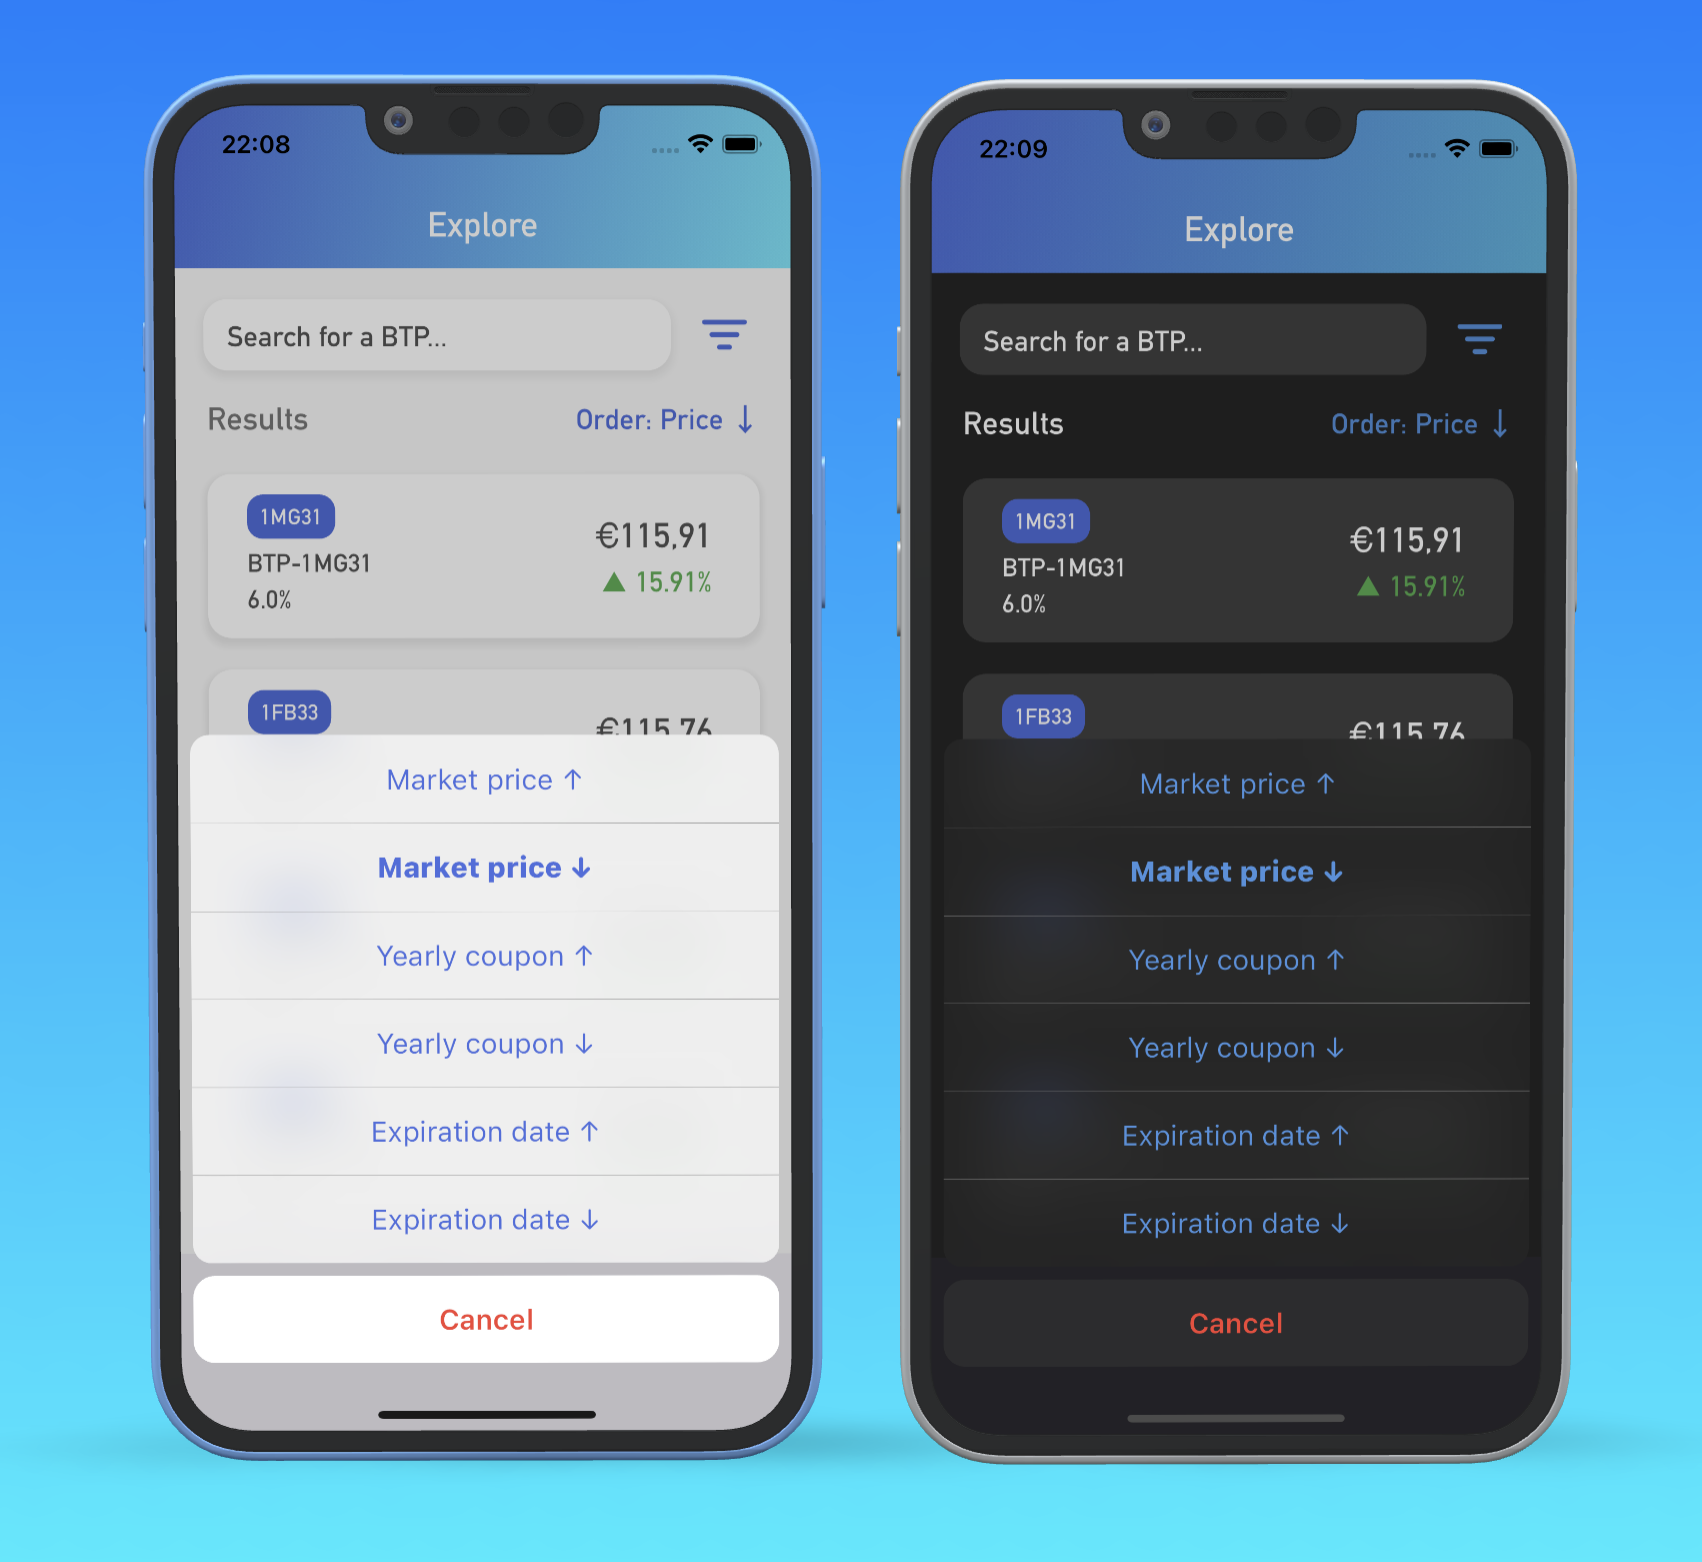 22:08
Explore
Search for a BTP...
Results
Order: Price ↓
1MG31
BTP-1MG31
6.0%
€115,91
▲ 15.91%
1FB33
€115,76
Market price ↑
Market price ↓
Yearly coupon ↑
Yearly coupon ↓
Expiration date ↑
Expiration date ↓
Cancel
22:09
Explore
Search for a BTP...
Results
Order: Price ↓
1MG31
BTP-1MG31
6.0%
€115,91
▲ 15.91%
1FB33
€115,76
Market price ↑
Market price ↓
Yearly coupon ↑
Yearly coupon ↓
Expiration date ↑
Expiration date ↓
Cancel